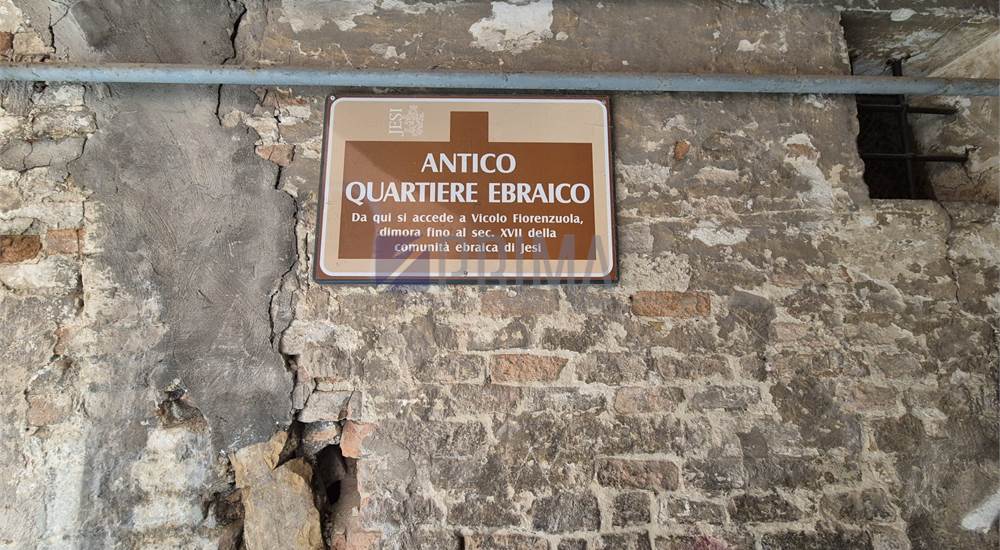 JESI
ANTICO
QUARTIERE EBRAICO
Da qui si accede a Vicolo Fiorenzuola,
dimora fino al sec. XVII della
comunità ebraica di Jesi
PRIMA